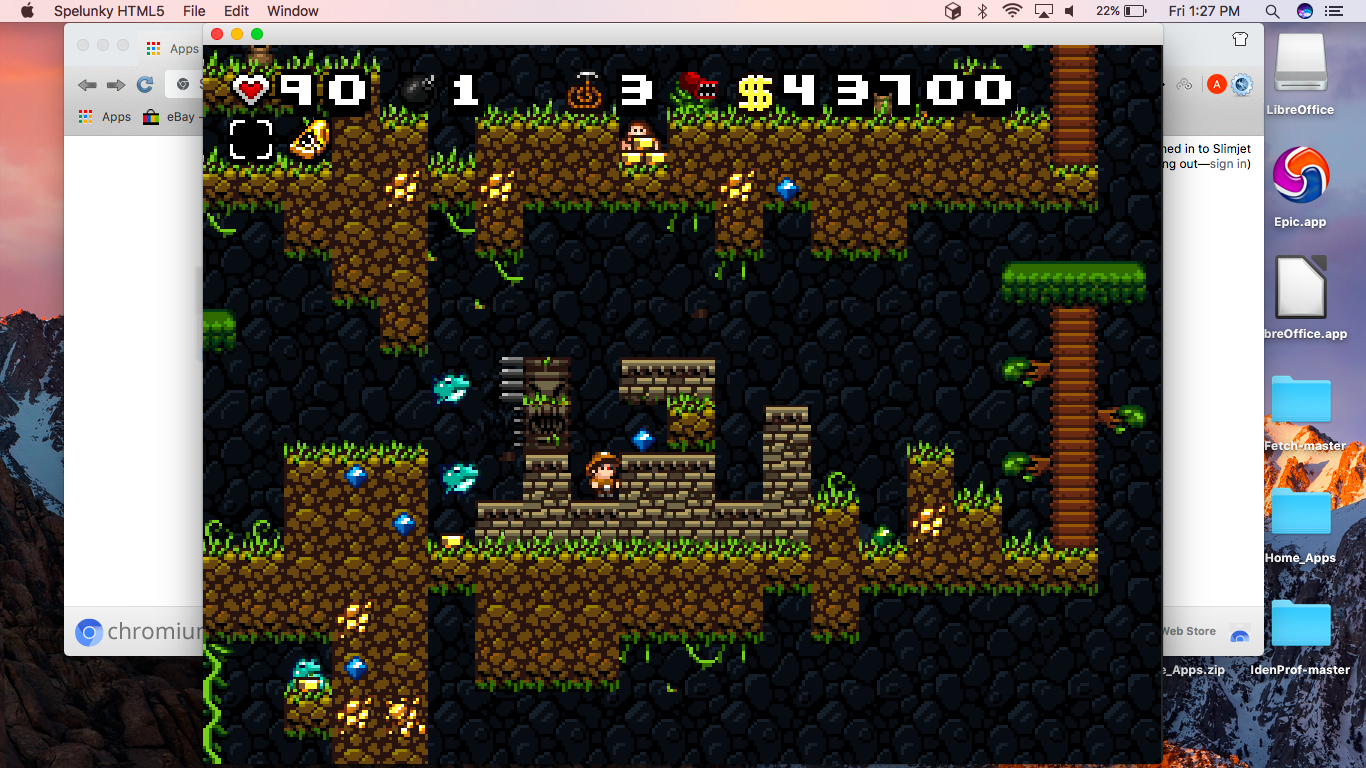 Spelunky HTML5 File Edit Window 22% Fri 1:27 PM
Apps
90 1 3 $43700
Apps eBay
A
ned in to Slimjet
ng out—sign in)
LibreOffice
Epic.app
breOffice.app
Fetch-master
Home_Apps
chromium
Web Store
e_Apps.zip
IdenProf-master